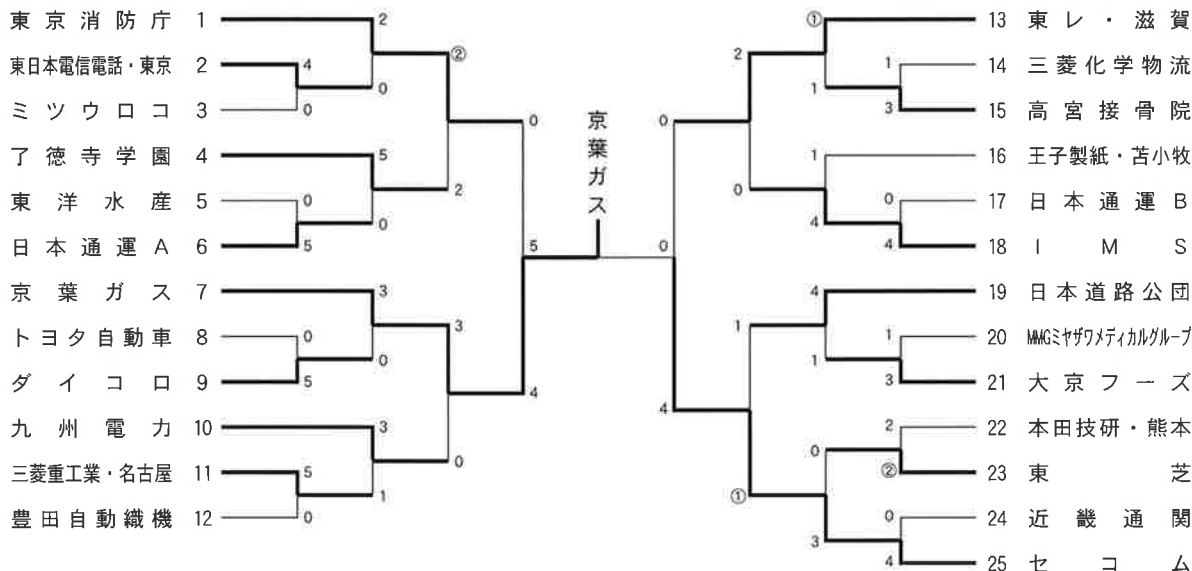 東京消防庁 1
東日本電信電話・東京 2
ミツウロコ 3
了徳寺学園 4
東洋水産 5
日本通運A 6
京葉ガス 7
トヨタ自動車 8
ダイコロ 9
九州電力 10
三菱重工業・名古屋 11
豊田自動織機 12
2
4
0
0
②
5
0
0
5
2
0
3
0
0
5
3
3
5
0
1
0
4
5
京葉ガス
0
0
4
2
0
1
①
①
1
1
3
1
0
4
4
4
1
1
3
0
2
②
0
3
4
13 東レ・滋賀
14 三菱化学物流
15 高宮接骨院
16 王子製紙・苫小牧
17 日本通運B
18 IMS
19 日本道路公団
20 MMGミヤザワメディカルグループ
21 大京フーズ
22 本田技研・熊本
23 東芝
24 近畿通関
25 セコム